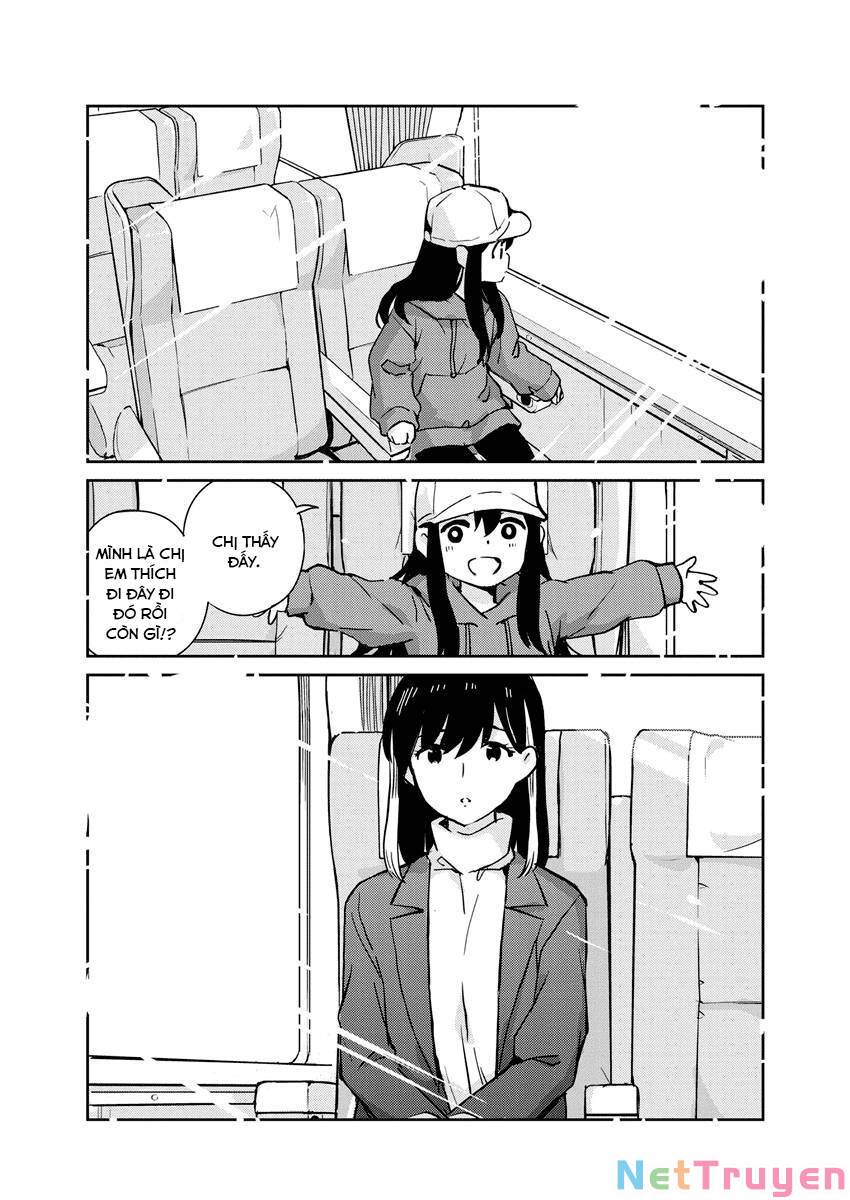 CHỊ THẤY
ĐẤY.
MÌNH LÀ CHỊ
EM THÍCH
ĐI ĐÂY ĐI
ĐÓ RỒI
CÒN GÌ!?
NetTruyen